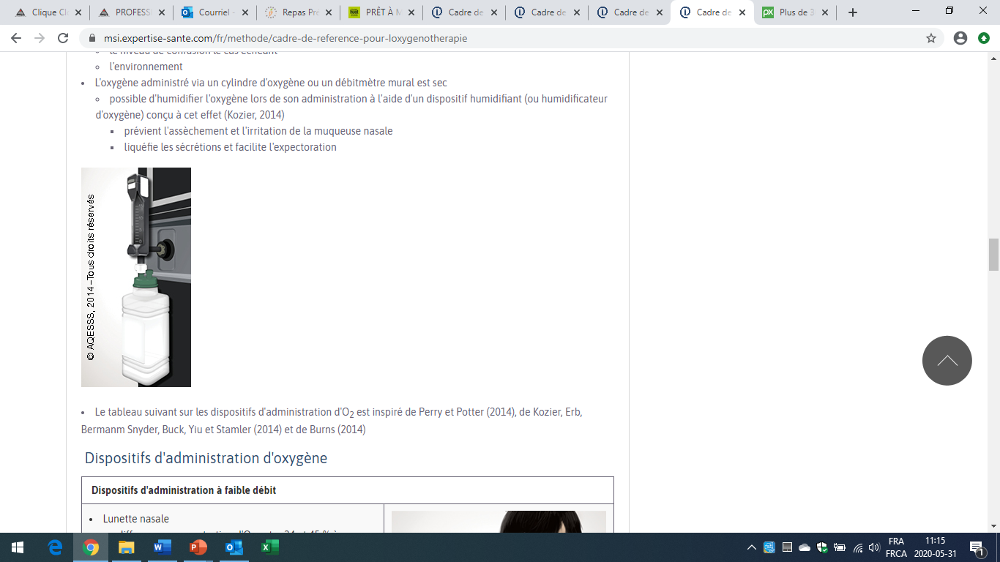 Clique Cl
PROFESSI
Courriel -
Repas Pré
PRÊT À M
Cadre de
Cadre de
Cadre de
Cadre de
Plus de 3
msi.expertise-sante.com/fr/methode/cadre-de-reference-pour-loxygenotherapie
le niveau de confusion le cas échéant
l'environnement
L'oxygène administré via un cylindre d'oxygène ou un débitmètre mural est sec
possible d'humidifier l'oxygène lors de son administration à l'aide d'un dispositif humidifiant (ou humidificateur
d'oxygène) conçu à cet effet (Kozier, 2014)
prévient l'assèchement et l'irritation de la muqueuse nasale
liquéfie les sécrétions et facilite l'expectoration
© AQESSS, 2014 –Tous droits réservés
Le tableau suivant sur les dispositifs d'administration d'O2 est inspiré de Perry et Potter (2014), de Kozier, Erb,
Bermanm Snyder, Buck, Yiu et Stamler (2014) et de Burns (2014)
Dispositifs d'administration d'oxygène
Dispositifs d'administration à faible débit
Lunette nasale
FRA
FRCA
11:15
2020-05-31
1